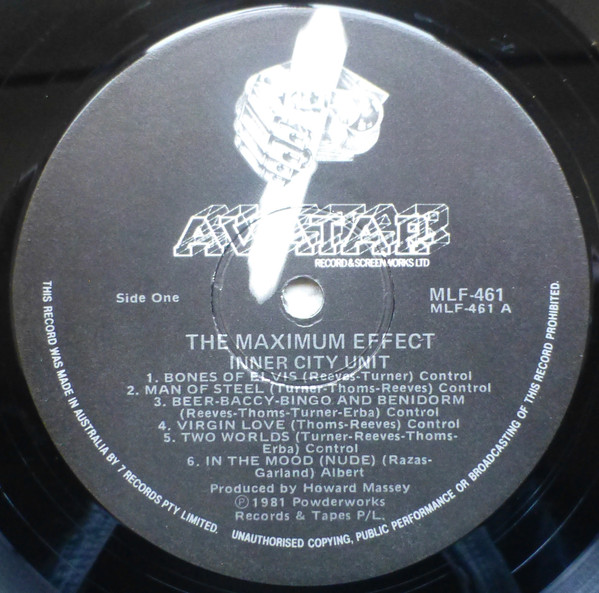 AVATAR
RECORD & SCREENWORKS LTD
Side One
MLF-461
MLF-461 A
THE MAXIMUM EFFECT
INNER CITY UNIT
1. BONES OF ELVIS (Reeves-Turner) Control
2. MAN OF STEEL (Turner-Thoms-Reeves) Control
3. BEER-BACCY-BINGO AND BENIDORM
(Reeves-Thoms-Turner-Erba) Control
4. VIRGIN LOVE (Thoms-Reeves) Control
5. TWO WORLDS (Turner-Reeves-Thoms-
Erba) Control
6. IN THE MOOD (NUDE) (Razas-
Garland) Albert
Produced by Howard Massey
℗ 1981 Powderworks
Records & Tapes P/L.
THIS RECORD WAS MADE IN AUSTRALIA BY 7 RECORDS PTY LIMITED. UNAUTHORISED COPYING, PUBLIC PERFORMANCE OR BROADCASTING OF THIS RECORD PROHIBITED.